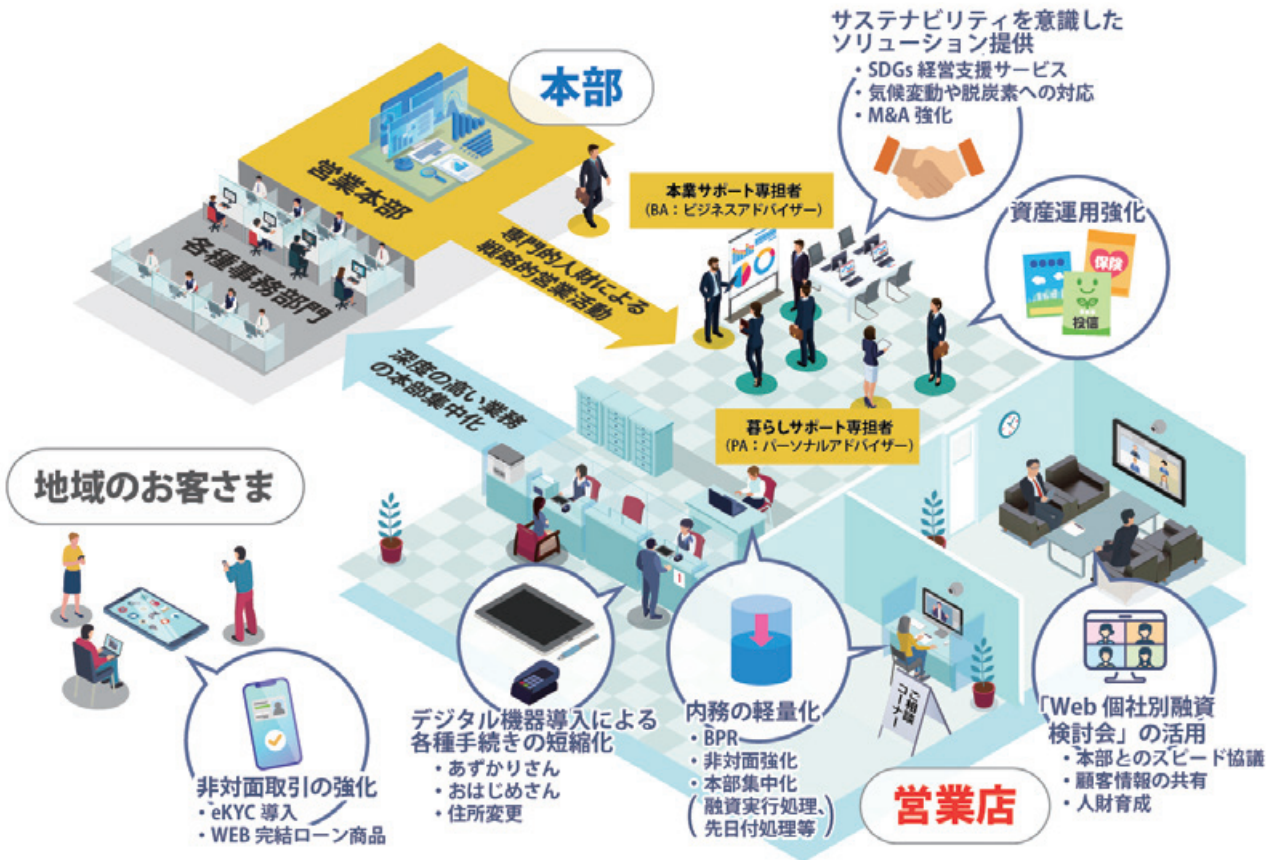 サステナビリティを意識した
ソリューション提供
・SDGs 経営支援サービス
・気候変動や脱炭素への対応
・M&A 強化
本部
営業本部
各種事務部門
専門的人財による
戦略的営業活動
深度の高い業務
の本部集中化
本業サポート専担者
(BA：ビジネスアドバイザー)
資産運用強化
保険
投信
暮らしサポート専担者
(PA：パーソナルアドバイザー)
地域のお客さま
非対面取引の強化
・eKYC 導入
・WEB 完結ローン商品
1
デジタル機器導入による
各種手続きの短縮化
・あずかりさん
・おはじめさん
・住所変更
内務の軽量化
・BPR
・非対面強化
・本部集中化
(融資実行処理、
先日付処理等)
ご相談
コーナー
営業店
「Web 個社別融資
検討会」の活用
・本部とのスピード協議
・顧客情報の共有
・人財育成